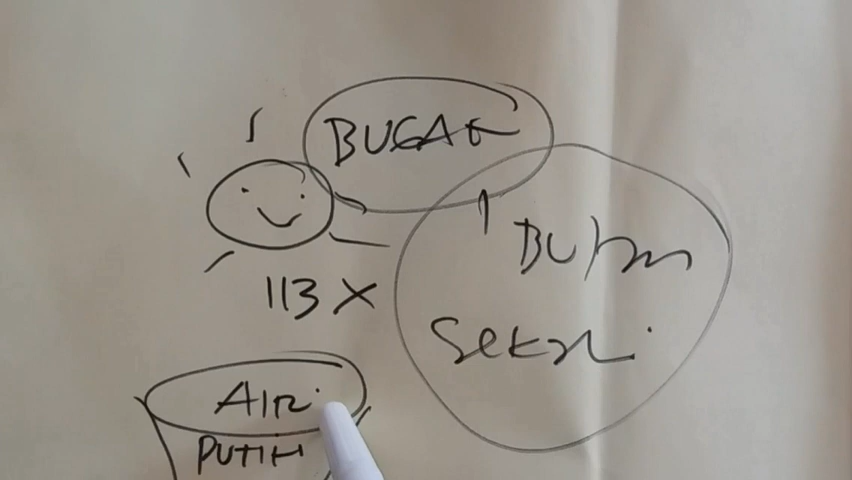 BUGAR
BUKAN
113 X
Sekali
AIR
PUTIH